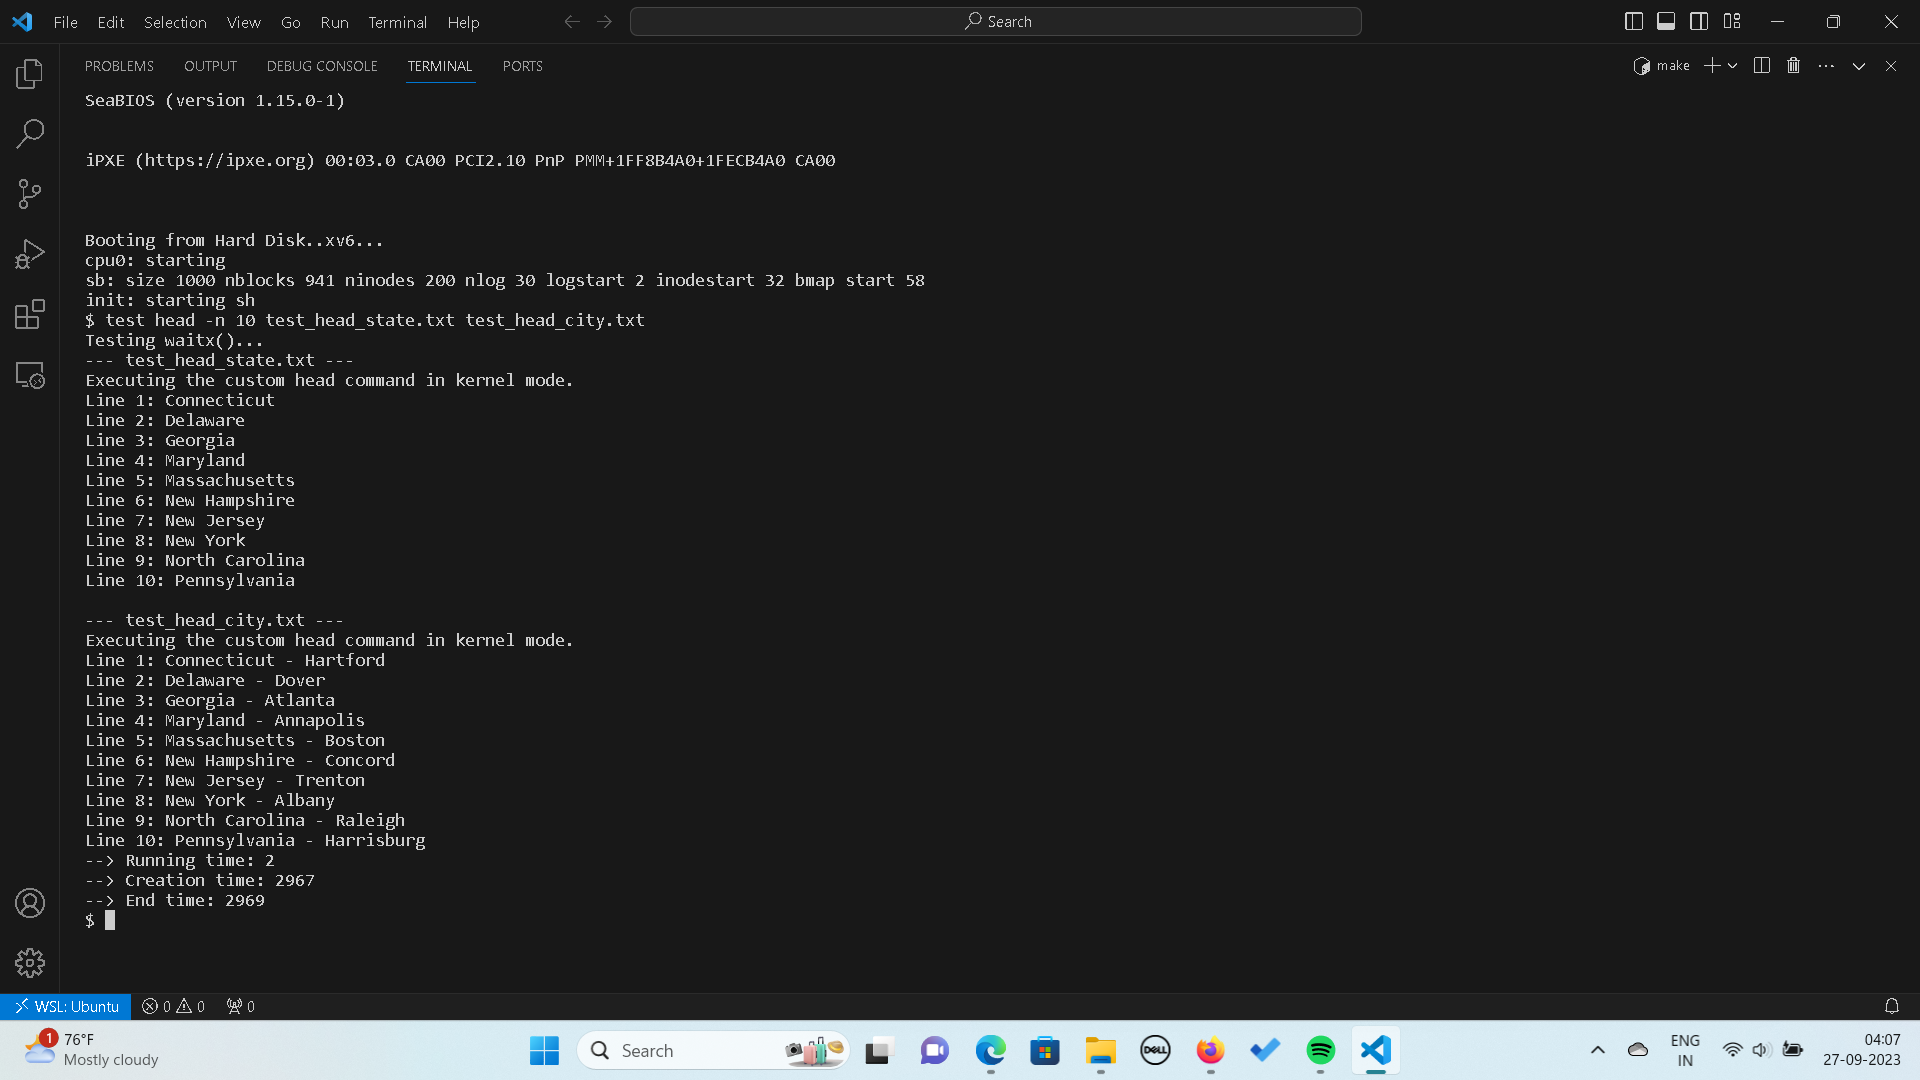 File Edit Selection View Go Run Terminal Help
Search
PROBLEMS OUTPUT DEBUG CONSOLE TERMINAL PORTS
make
SeaBIOS (version 1.15.0-1)
iPXE (https://ipxe.org) 00:03.0 CA00 PCI2.10 PnP PMM+1FF8B4A0+1FECB4A0 CA00
Booting from Hard Disk..xv6...
cpu0: starting
sb: size 1000 nblocks 941 ninodes 200 nlog 30 logstart 2 inodestart 32 bmap start 58
init: starting sh
$ test head -n 10 test_head_state.txt test_head_city.txt
Testing waitx()...
--- test_head_state.txt ---
Executing the custom head command in kernel mode.
Line 1: Connecticut
Line 2: Delaware
Line 3: Georgia
Line 4: Maryland
Line 5: Massachusetts
Line 6: New Hampshire
Line 7: New Jersey
Line 8: New York
Line 9: North Carolina
Line 10: Pennsylvania
--- test_head_city.txt ---
Executing the custom head command in kernel mode.
Line 1: Connecticut - Hartford
Line 2: Delaware - Dover
Line 3: Georgia - Atlanta
Line 4: Maryland - Annapolis
Line 5: Massachusetts - Boston
Line 6: New Hampshire - Concord
Line 7: New Jersey - Trenton
Line 8: New York - Albany
Line 9: North Carolina - Raleigh
Line 10: Pennsylvania - Harrisburg
--> Running time: 2
--> Creation time: 2967
--> End time: 2969
$
WSL: Ubuntu 0 0 0
1
76°F
Mostly cloudy
Search
DELL
ENG
IN
04:07
27-09-2023